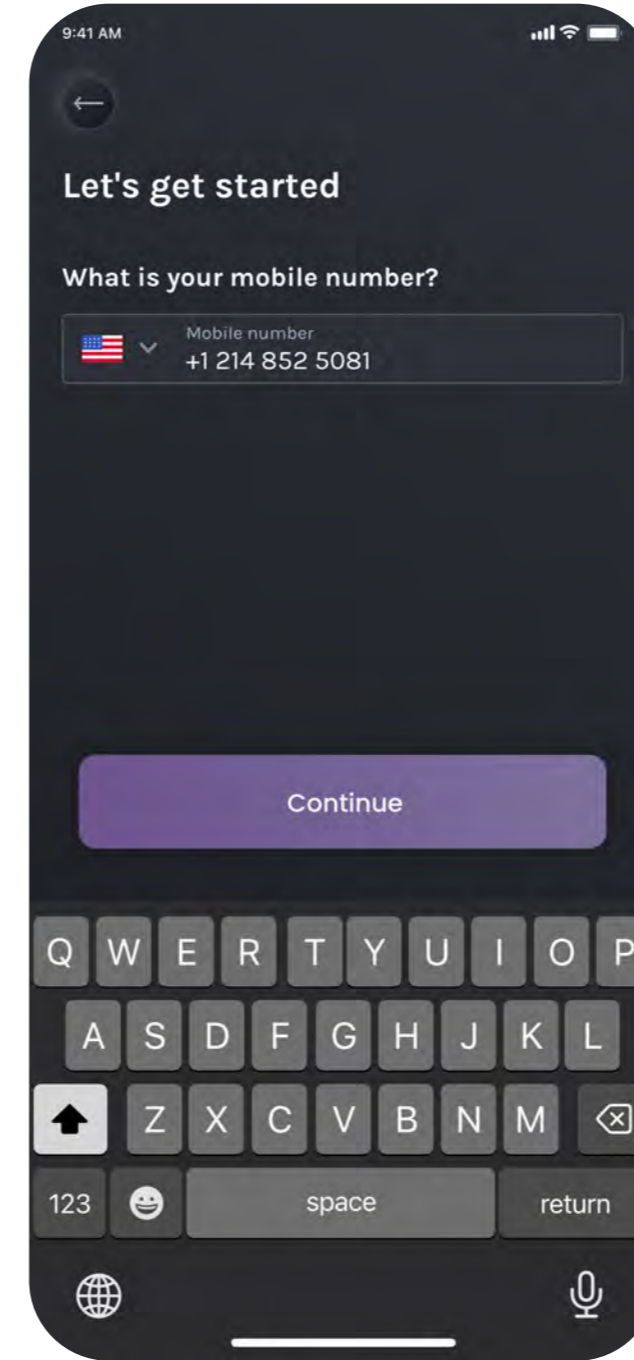 9:41 AM
Let's get started
What is your mobile number?
Mobile number
+1 214 852 5081
Continue
Q W E R T Y U I O P
A S D F G H J K L
Z X C V B N M
123 space return